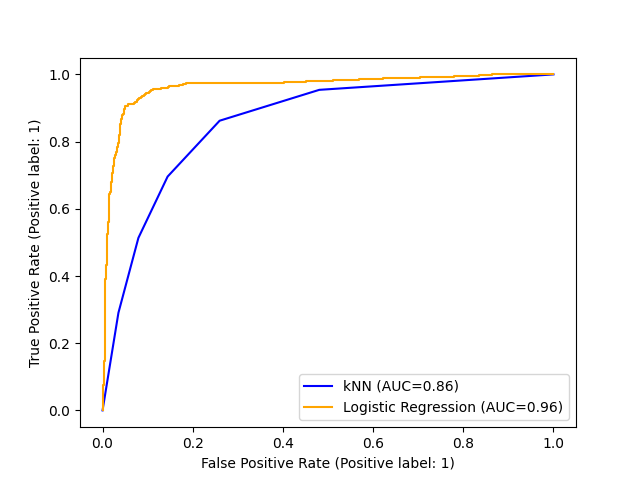 1.0
0.8
0.6
0.4
0.2
0.0
True Positive Rate (Positive label: 1)
kNN (AUC=0.86)
Logistic Regression (AUC=0.96)
0.0 0.2 0.4 0.6 0.8 1.0
False Positive Rate (Positive label: 1)